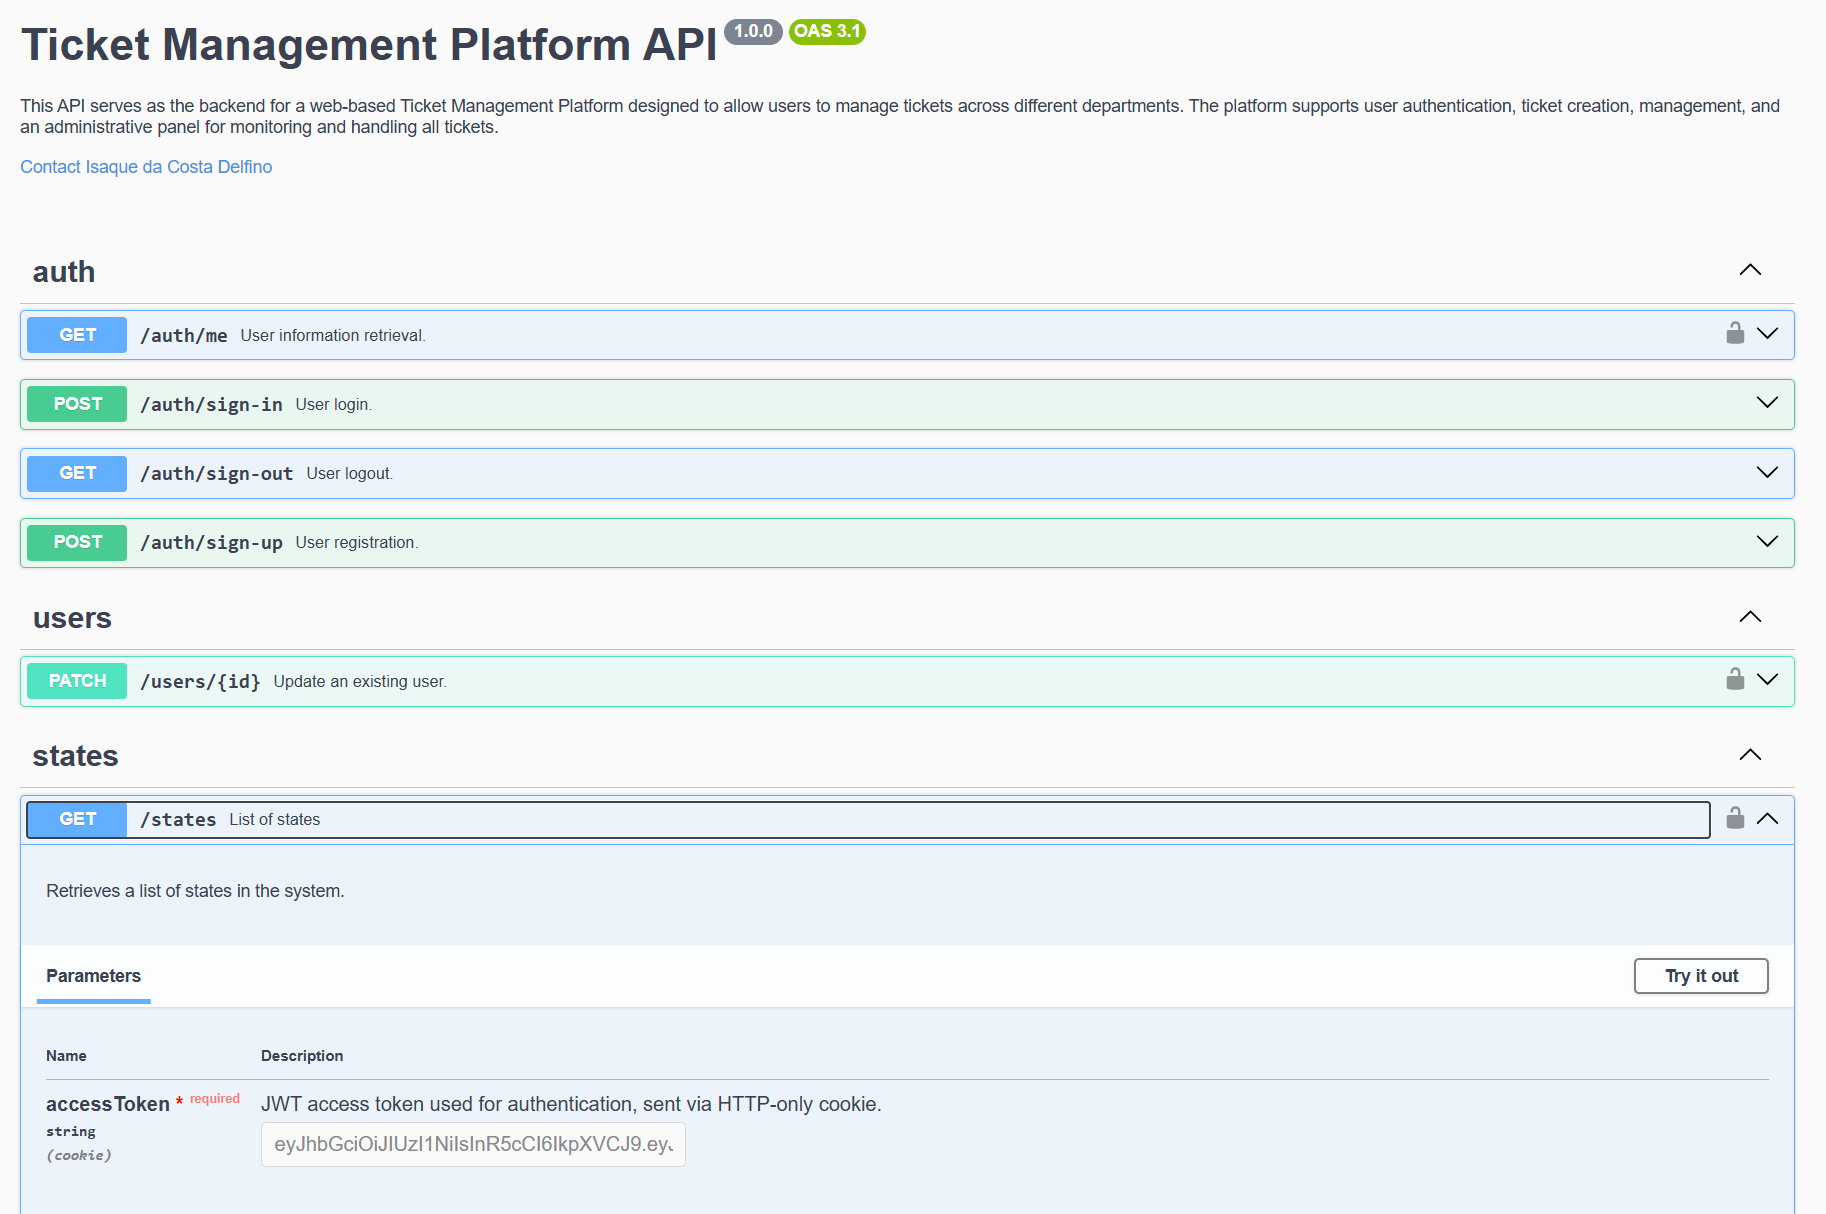 Ticket Management Platform API 1.0.0 OAS 3.1
This API serves as the backend for a web-based Ticket Management Platform designed to allow users to manage tickets across different departments. The platform supports user authentication, ticket creation, management, and
an administrative panel for monitoring and handling all tickets.
Contact Isaque da Costa Delfino
auth
GET /auth/me User information retrieval.
POST /auth/sign-in User login.
GET /auth/sign-out User logout.
POST /auth/sign-up User registration.
users
PATCH /users/{id} Update an existing user.
states
GET /states List of states
Retrieves a list of states in the system.
Parameters
Try it out
Name Description
accessToken * required JWT access token used for authentication, sent via HTTP-only cookie.
string
(cookie)
eyJhbGciOiJIUzI1NiIsInR5cCI6IkpXVCJ9.eyJ